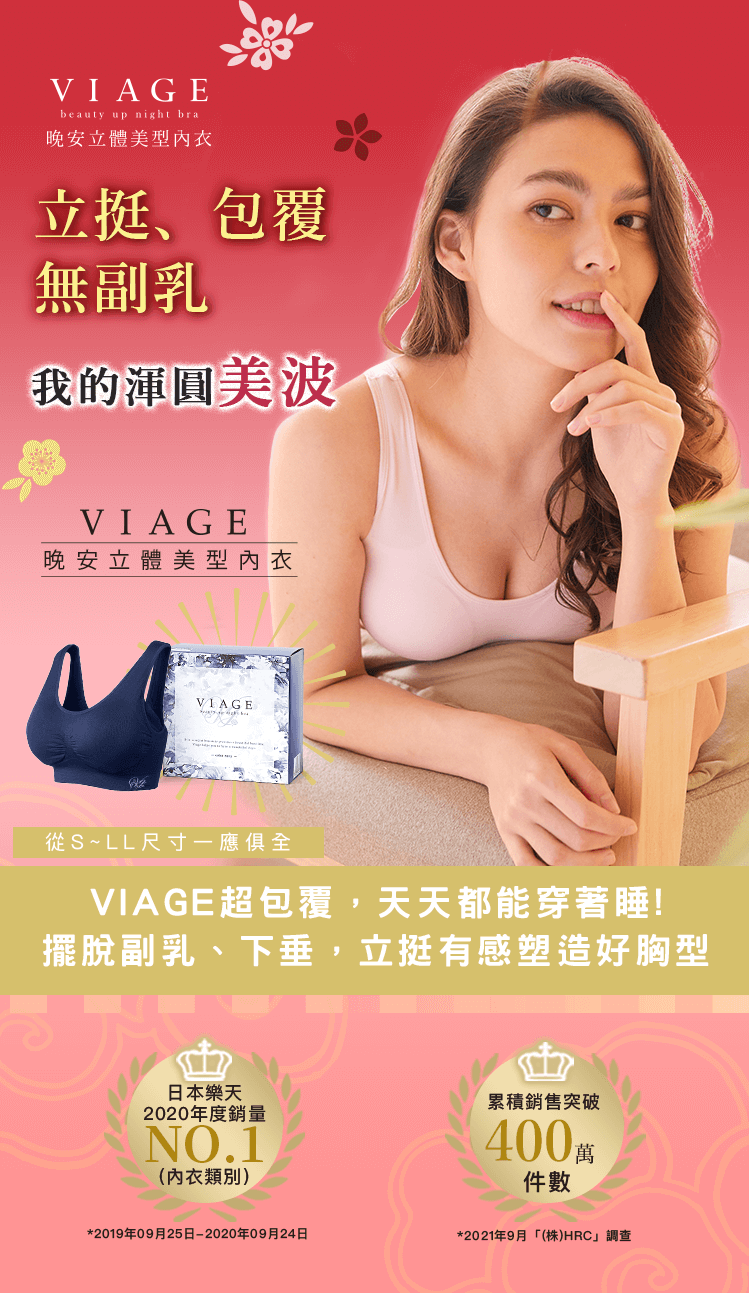 VIAGE
beauty up night bra
晚安立體美型內衣
立挺、包覆
無副乳
我的渾圓美波
VIAGE
晚安立體美型內衣
VIAGE
beauty up night bra
從S~LL尺寸一應俱全
VIAGE超包覆，天天都能穿著睡!
擺脫副乳、下垂，立挺有感塑造好胸型
日本樂天
2020年度銷量
NO.1
(內衣類別)
*2019年09月25日-2020年09月24日
累積銷售突破
400萬
件數
*2021年9月「(株)HRC」調查